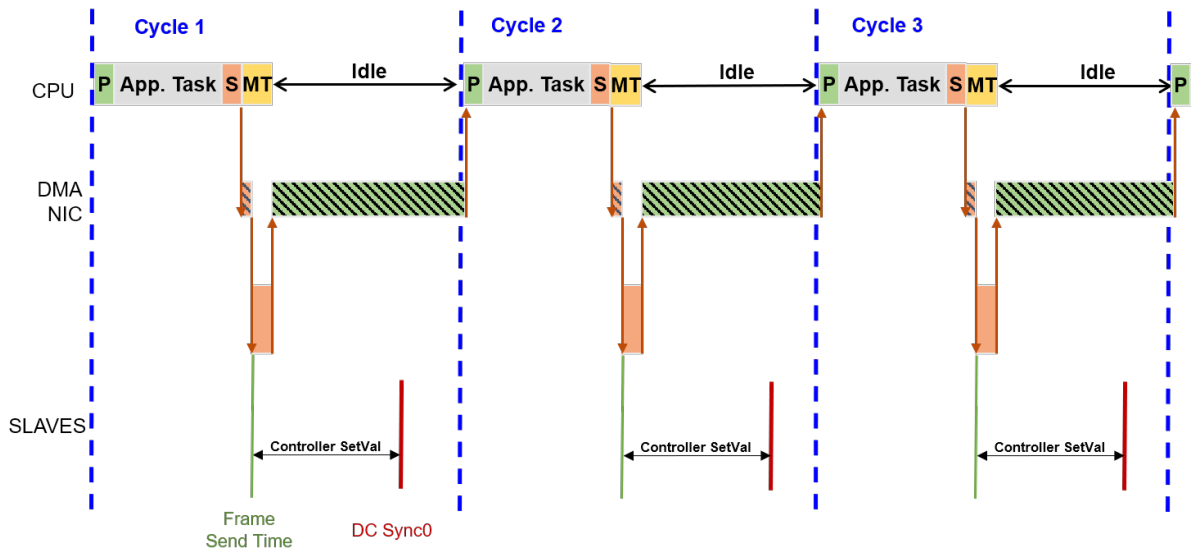 Cycle 1
Cycle 2
Cycle 3
CPU
P App. Task S MT
Idle
P App. Task S MT
Idle
P App. Task S MT
Idle
P
DMA
NIC
SLAVES
Controller SetVal
Controller SetVal
Controller SetVal
Frame
Send Time
DC Sync0